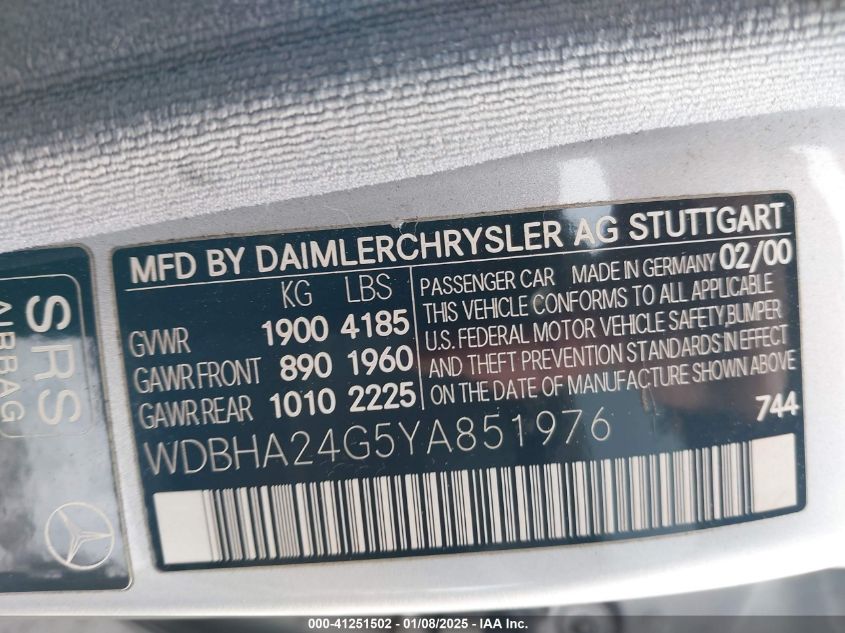 MFD BY DAIMLERCHRYSLER AG STUTTGART
KG LBS
GVWR 1900 4185
GAWR FRONT 890 1960
GAWR REAR 1010 2225
PASSENGER CAR MADE IN GERMANY 02/00
THIS VEHICLE CONFORMS TO ALL APPLICABLE
U.S. FEDERAL MOTOR VEHICLE SAFETY, BUMPER
AND THEFT PREVENTION STANDARDS IN EFFECT
ON THE DATE OF MANUFACTURE SHOWN ABOVE
744
WDBHA24G5YA851976
SRS
AIRBAG
000-41251502 - 01/08/2025 - IAA Inc.